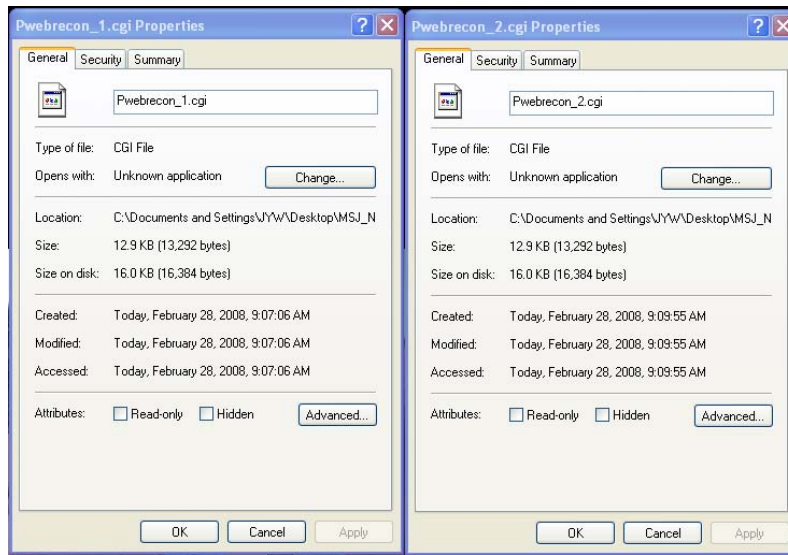 Pwebrecon_1.cgi Properties
General Security Summary
Pwebrecon_1.cgi
Type of file: CGI File
Opens with: Unknown application Change...
Location: C:\Documents and Settings\JYW\Desktop\MSJ_N
Size: 12.9 KB (13,292 bytes)
Size on disk: 16.0 KB (16,384 bytes)
Created: Today, February 28, 2008, 9:07:06 AM
Modified: Today, February 28, 2008, 9:07:06 AM
Accessed: Today, February 28, 2008, 9:07:06 AM
Attributes: Read-only Hidden Advanced...
OK Cancel Apply
Pwebrecon_2.cgi Properties
General Security Summary
Pwebrecon_2.cgi
Type of file: CGI File
Opens with: Unknown application Change...
Location: C:\Documents and Settings\JYW\Desktop\MSJ_N
Size: 12.9 KB (13,292 bytes)
Size on disk: 16.0 KB (16,384 bytes)
Created: Today, February 28, 2008, 9:09:55 AM
Modified: Today, February 28, 2008, 9:09:55 AM
Accessed: Today, February 28, 2008, 9:09:55 AM
Attributes: Read-only Hidden Advanced...
OK Cancel Apply